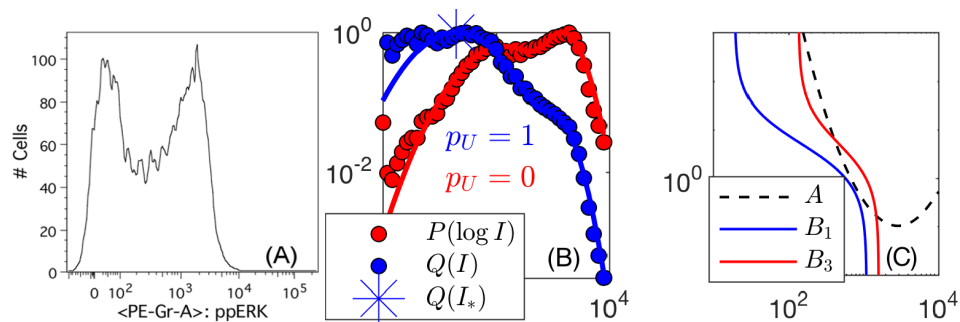 # Cells
100
80
60
40
20
0
0 10^2 10^3 10^4 10^5
<PE-Gr-A>: ppERK
(A)
10^0
10^-2
p_U = 1
p_U = 0
P(log I)
Q(I)
Q(I_*)
(B)
10^4
10^0
A
B_1
B_3
(C)
10^2 10^4